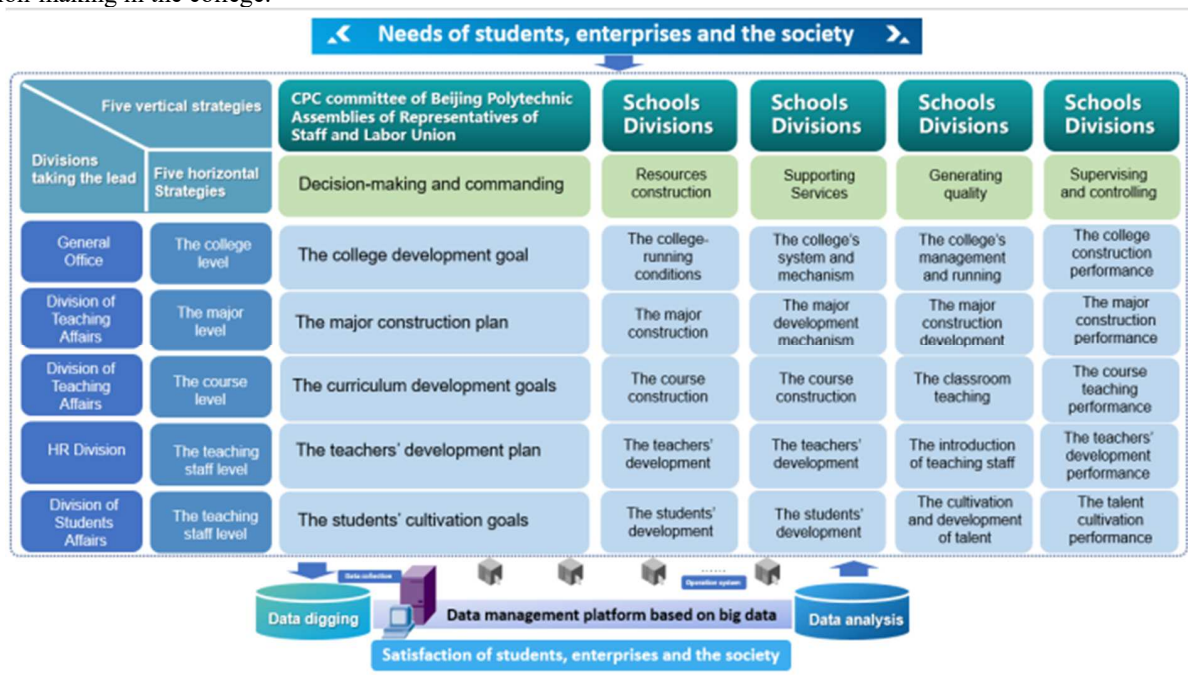 Needs of students, enterprises and the society
Five vertical strategies
Divisions
taking the lead
Five horizontal
Strategies
CPC committee of Beijing Polytechnic
Assemblies of Representatives of
Staff and Labor Union
Schools
Divisions
Schools
Divisions
Schools
Divisions
Schools
Divisions
Decision-making and commanding
Resources
construction
Supporting
Services
Generating
quality
Supervising
and controlling
General
Office
The college
level
The college development goal
The college-
running
conditions
The college's
system and
mechanism
The college's
management
and running
The college
construction
performance
Division of
Teaching
Affairs
The major
level
The major construction plan
The major
construction
The major
development
mechanism
The major
construction
development
The major
construction
performance
Division of
Teaching
Affairs
The course
level
The curriculum development goals
The course
construction
The course
construction
The classroom
teaching
The course
teaching
performance
HR Division
The teaching
staff level
The teachers' development plan
The teachers'
development
The teachers'
development
The introduction
of teaching staff
The teachers'
development
performance
Division of
Students
Affairs
The teaching
staff level
The students' cultivation goals
The students'
development
The students'
development
The cultivation
and development
of talent
The talent
cultivation
performance
Data collection
......
Operation system
Data digging
Data management platform based on big data
Data analysis
Satisfaction of students, enterprises and the society